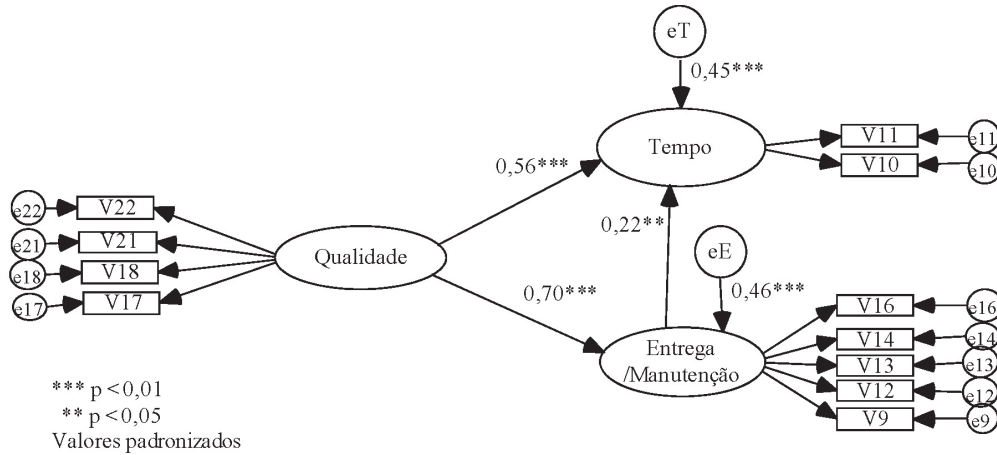 eT
0,45***
Tempo
V11
e11
V10
e10
0,56***
e22
V22
e21
V21
e18
V18
e17
V17
Qualidade
0,22**
eE
0,70***
0,46***
Entrega
/Manutenção
V16
e16
V14
e14
V13
e13
V12
e12
V9
e9
*** p < 0,01
** p < 0,05
Valores padronizados